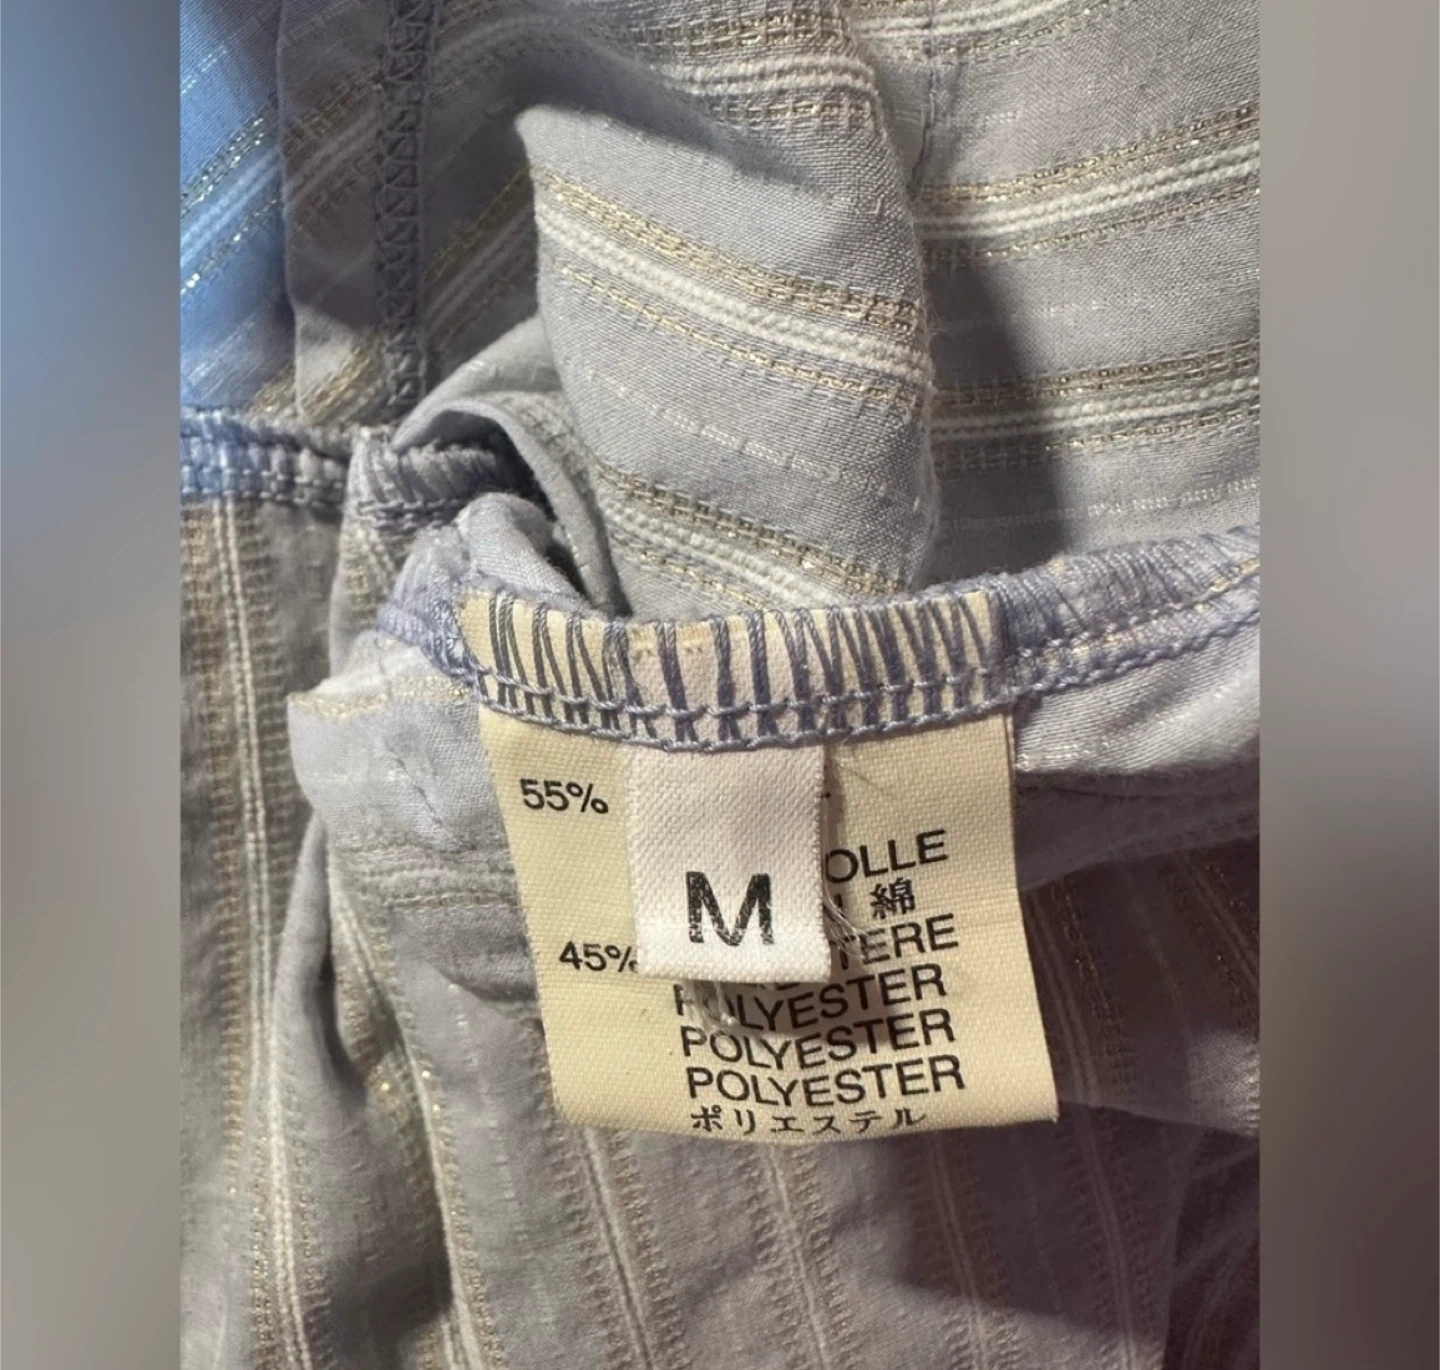 55%
M
OLLE
綿
45%
TERE
POLYESTER
POLYESTER
POLYESTER
ポリエステル